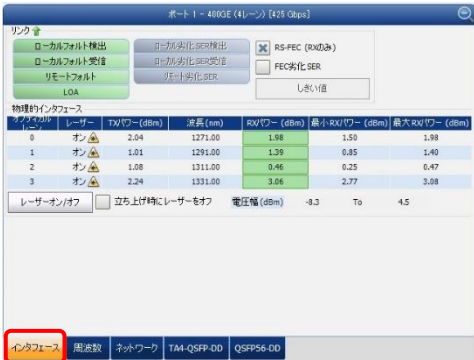 ポート 1 - 400GE (4レーン) [425 Gbps]
リンク
ローカルフォルト検出 ローカル劣化 SER検出 RS-FEC (RXのみ)
ローカルフォルト受信 ローカル劣化 SER受信 FEC劣化 SER
リモートフォルト リモート劣化 SER しきい値
LOA
物理的インタフェース
オプティカルレーン レーザー TXパワー(dBm) 波長(nm) RXパワー (dBm) 最小RXパワー (dBm) 最大RXパワー (dBm)
0 オン 2.04 1271.00 1.98 1.50 1.98
1 オン 1.01 1291.00 1.39 0.85 1.40
2 オン 1.08 1311.00 0.46 0.25 0.47
3 オン 2.24 1331.00 3.06 2.77 3.08
レーザーオン/オフ 立ち上げ時にレーザーをオフ 電圧幅(dBm) -8.3 To 4.5
インタフェース 周波数 ネットワーク TA4-QSFP-DD QSFP56-DD